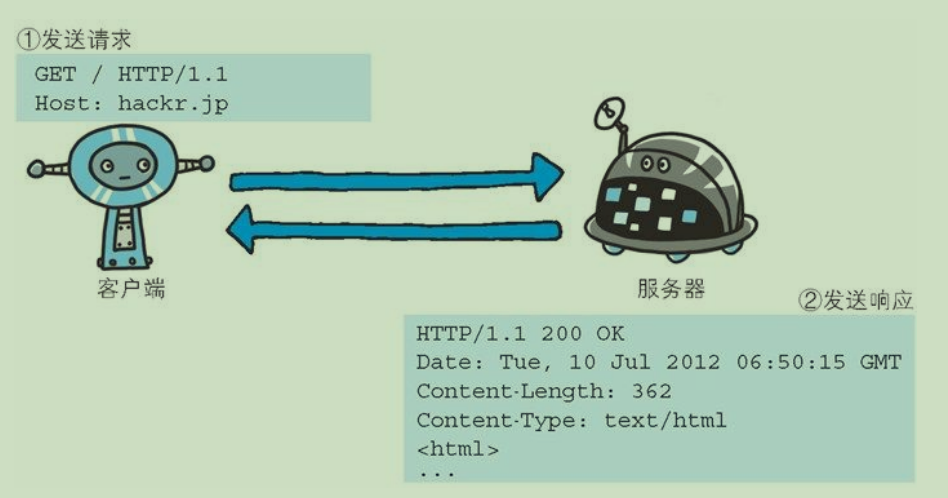 ①发送请求
GET / HTTP/1.1
Host: hackr.jp
客户端
服务器
②发送响应
HTTP/1.1 200 OK
Date: Tue, 10 Jul 2012 06:50:15 GMT
Content-Length: 362
Content-Type: text/html
<html>
...